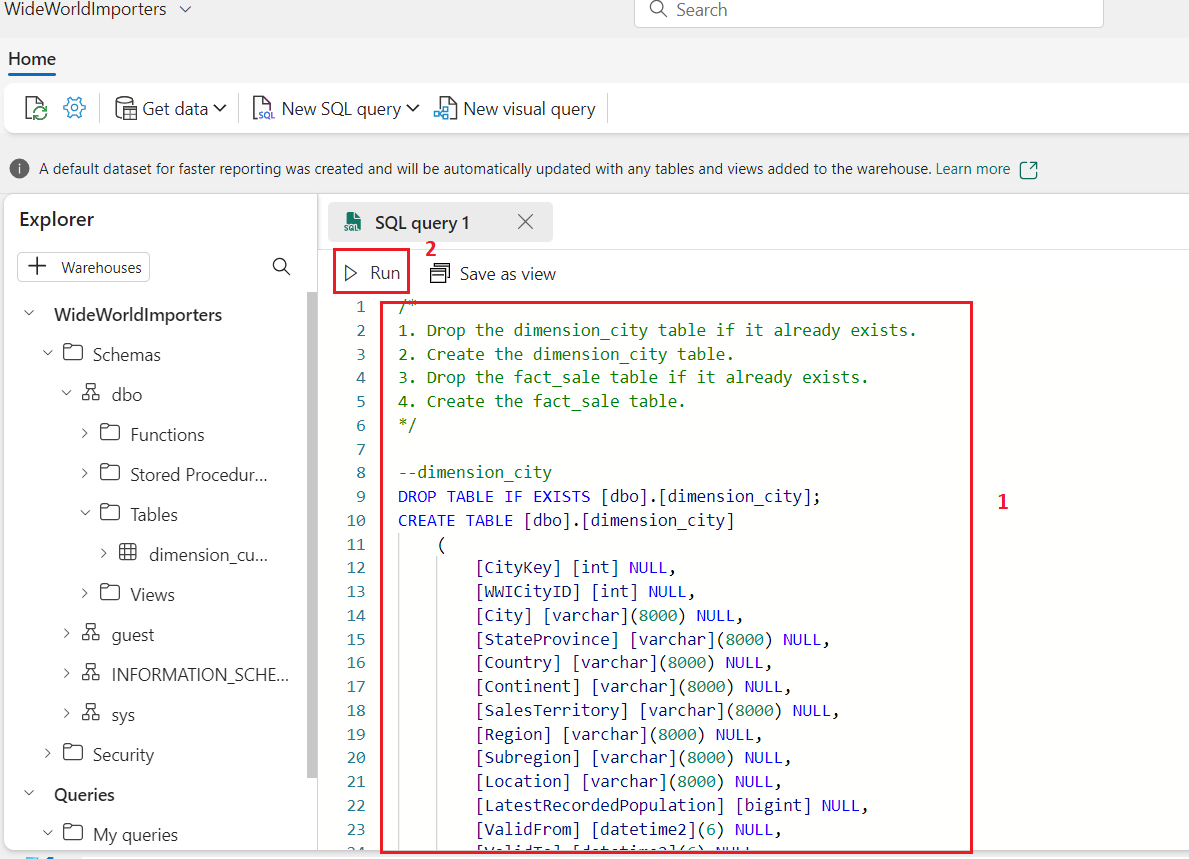 WideWorldImporters
Search
Home
Get data
New SQL query
New visual query
A default dataset for faster reporting was created and will be automatically updated with any tables and views added to the warehouse. Learn more
Explorer
Warehouses
WideWorldImporters
Schemas
dbo
Functions
Stored Procedur...
Tables
dimension_cu...
Views
guest
INFORMATION_SCHE...
sys
Security
Queries
My queries
SQL query 1
2
Run
Save as view
1
1 /*
2 1. Drop the dimension_city table if it already exists.
3 2. Create the dimension_city table.
4 3. Drop the fact_sale table if it already exists.
5 4. Create the fact_sale table.
6 */
7
8 --dimension_city
9 DROP TABLE IF EXISTS [dbo].[dimension_city];
10 CREATE TABLE [dbo].[dimension_city]
11 (
12 [CityKey] [int] NULL,
13 [WWICityID] [int] NULL,
14 [City] [varchar](8000) NULL,
15 [StateProvince] [varchar](8000) NULL,
16 [Country] [varchar](8000) NULL,
17 [Continent] [varchar](8000) NULL,
18 [SalesTerritory] [varchar](8000) NULL,
19 [Region] [varchar](8000) NULL,
20 [Subregion] [varchar](8000) NULL,
21 [Location] [varchar](8000) NULL,
22 [LatestRecordedPopulation] [bigint] NULL,
23 [ValidFrom] [datetime2](6) NULL,
24 [ValidTo] [datetime2](6) NULL,